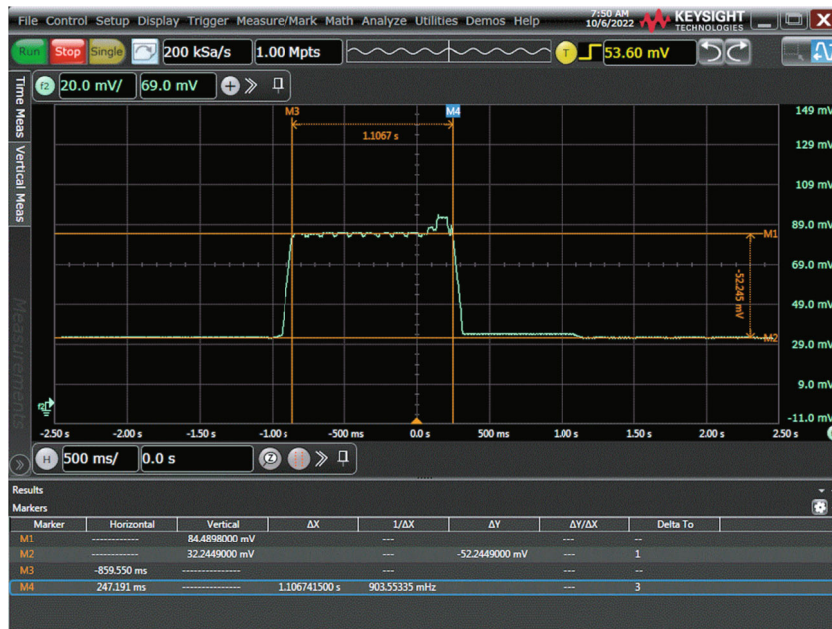 File Control Setup Display Trigger Measure/Mark Math Analyze Utilities Demos Help
7:50 AM
10/6/2022
KEYSIGHT
TECHNOLOGIES
Run Stop Single 200 kSa/s 1.00 Mpts T 53.60 mV
Time Meas
Vertical Meas
Measurements
f2 20.0 mV/ 69.0 mV
M3 M4
1.1067 s
149 mV
129 mV
109 mV
89.0 mV
M1
69.0 mV
-52.245 mV
49.0 mV
M2
29.0 mV
9.0 mV
-11.0 mV
f2
-2.50 s -2.00 s -1.50 s -1.00 s -500 ms 0.0 s 500 ms 1.00 s 1.50 s 2.00 s 2.50 s
H 500 ms/ 0.0 s Z
Results
Markers
Marker Horizontal Vertical ΔX 1/ΔX ΔY ΔY/ΔX Delta To
M1 ------------ 84.4898000 mV --- --- --
M2 ------------ 32.2449000 mV --- -52.2449000 mV --- 1
M3 -859.550 ms -------------- --- --- --
M4 247.191 ms -------------- 1.106741500 s 903.55335 mHz --- 3